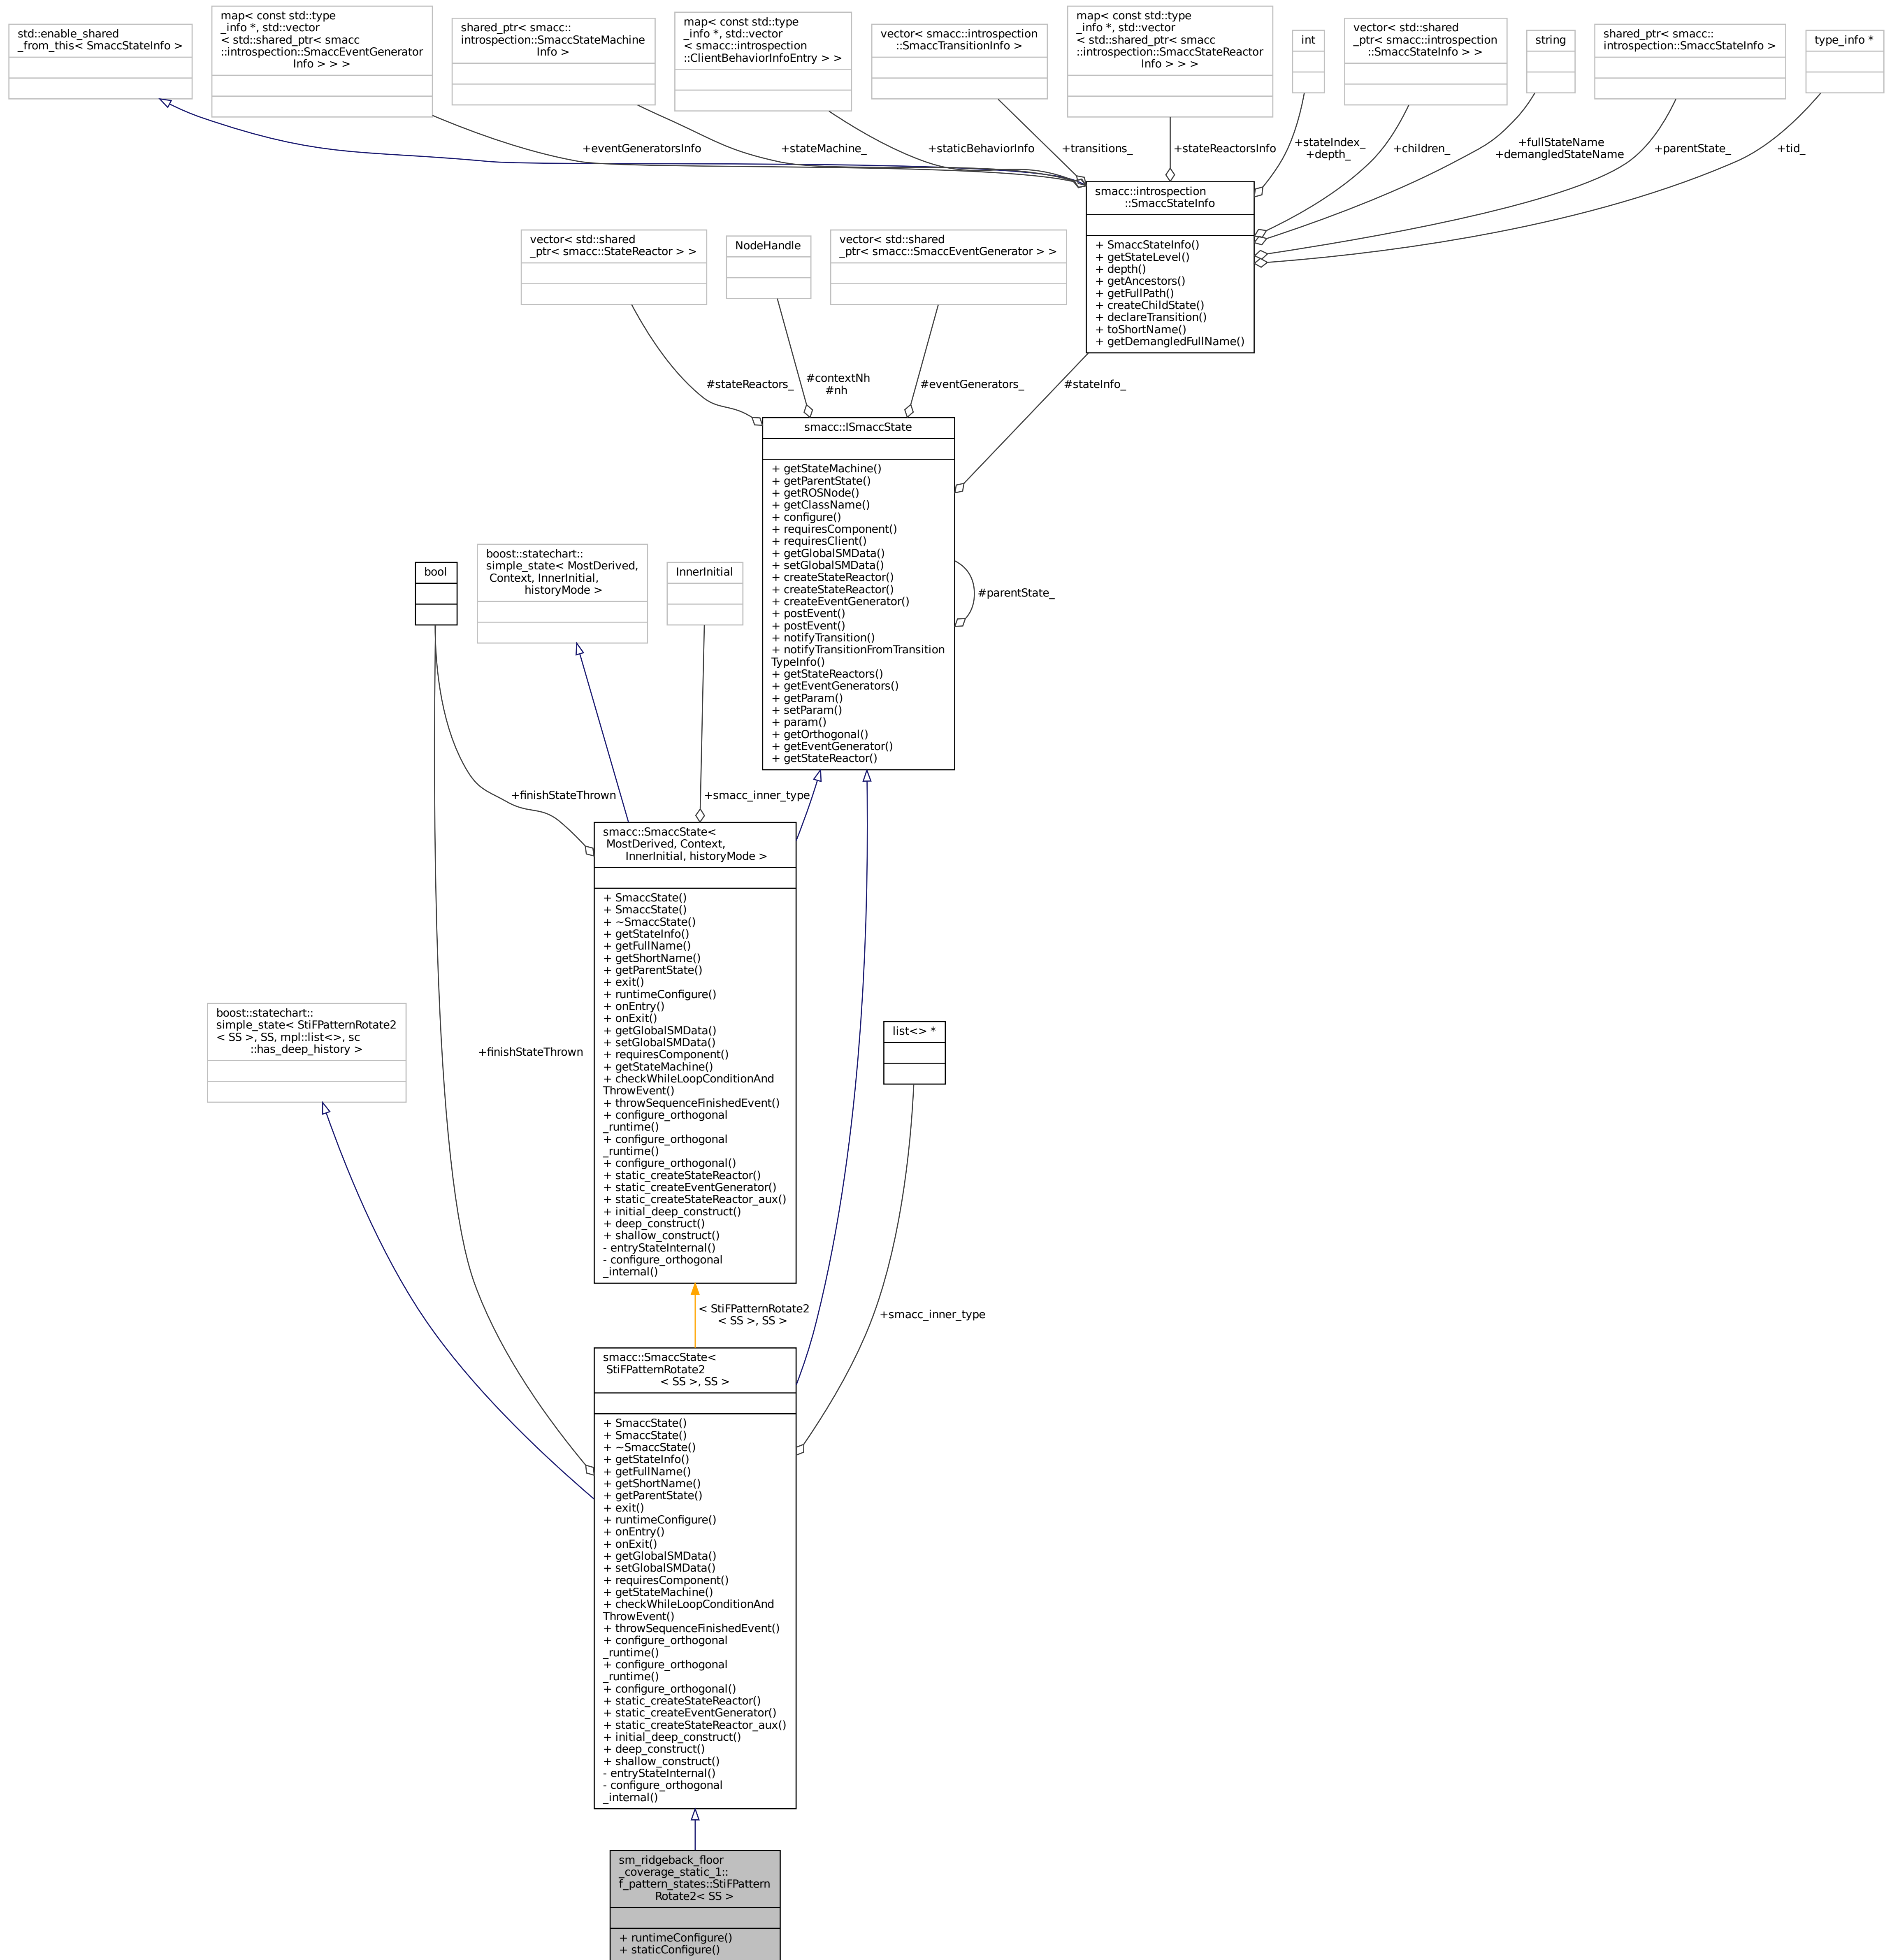 std::enable_shared
_from_this< SmaccStateInfo >
map< const std::type
_info *, std::vector
< std::shared_ptr< smacc
::introspection::SmaccEventGenerator
Info > > >
shared_ptr< smacc::
introspection::SmaccStateMachine
Info >
map< const std::type
_info *, std::vector
< smacc::introspection
::ClientBehaviorInfoEntry > >
vector< smacc::introspection
::SmaccTransitionInfo >
map< const std::type
_info *, std::vector
< std::shared_ptr< smacc
::introspection::SmaccStateReactor
Info > > >
int
vector< std::shared
_ptr< smacc::introspection
::SmaccStateInfo > >
string
shared_ptr< smacc::
introspection::SmaccStateInfo >
type_info *
+eventGeneratorsInfo
+stateMachine_
+staticBehaviorInfo
+transitions_
+stateReactorsInfo
+stateIndex_
+depth_
+children_
+fullStateName
+demangledStateName
+parentState_
+tid_
smacc::introspection
::SmaccStateInfo
+ SmaccStateInfo()
+ getStateLevel()
+ depth()
+ getAncestors()
+ getFullPath()
+ createChildState()
+ declareTransition()
+ toShortName()
+ getDemangledFullName()
vector< std::shared
_ptr< smacc::StateReactor > >
NodeHandle
vector< std::shared
_ptr< smacc::SmaccEventGenerator > >
#stateReactors_
#contextNh
#nh
#eventGenerators_
#stateInfo_
smacc::ISmaccState
+ getStateMachine()
+ getParentState()
+ getROSNode()
+ getClassName()
+ configure()
+ requiresComponent()
+ requiresClient()
+ getGlobalSMData()
+ setGlobalSMData()
+ createStateReactor()
+ createStateReactor()
+ createEventGenerator()
+ postEvent()
+ postEvent()
+ notifyTransition()
+ notifyTransitionFromTransition
TypeInfo()
+ getStateReactors()
+ getEventGenerators()
+ getParam()
+ setParam()
+ param()
+ getOrthogonal()
+ getEventGenerator()
+ getStateReactor()
#parentState_
bool
boost::statechart::
simple_state< MostDerived,
Context, InnerInitial,
historyMode >
InnerInitial
+finishStateThrown
+smacc_inner_type
smacc::SmaccState<
MostDerived, Context,
InnerInitial, historyMode >
+ SmaccState()
+ SmaccState()
+ ~SmaccState()
+ getStateInfo()
+ getFullName()
+ getShortName()
+ getParentState()
+ exit()
+ runtimeConfigure()
+ onEntry()
+ onExit()
+ getGlobalSMData()
+ setGlobalSMData()
+ requiresComponent()
+ getStateMachine()
+ checkWhileLoopConditionAnd
ThrowEvent()
+ throwSequenceFinishedEvent()
+ configure_orthogonal
_runtime()
+ configure_orthogonal
_runtime()
+ configure_orthogonal()
+ static_createStateReactor()
+ static_createEventGenerator()
+ static_createStateReactor_aux()
+ initial_deep_construct()
+ deep_construct()
+ shallow_construct()
- entryStateInternal()
- configure_orthogonal
_internal()
boost::statechart::
simple_state< StiFPatternRotate2
< SS >, SS, mpl::list<>, sc
::has_deep_history >
+finishStateThrown
list<> *
< StiFPatternRotate2
< SS >, SS >
+smacc_inner_type
smacc::SmaccState<
StiFPatternRotate2
< SS >, SS >
+ SmaccState()
+ SmaccState()
+ ~SmaccState()
+ getStateInfo()
+ getFullName()
+ getShortName()
+ getParentState()
+ exit()
+ runtimeConfigure()
+ onEntry()
+ onExit()
+ getGlobalSMData()
+ setGlobalSMData()
+ requiresComponent()
+ getStateMachine()
+ checkWhileLoopConditionAnd
ThrowEvent()
+ throwSequenceFinishedEvent()
+ configure_orthogonal
_runtime()
+ configure_orthogonal
_runtime()
+ configure_orthogonal()
+ static_createStateReactor()
+ static_createEventGenerator()
+ static_createStateReactor_aux()
+ initial_deep_construct()
+ deep_construct()
+ shallow_construct()
- entryStateInternal()
- configure_orthogonal
_internal()
sm_ridgeback_floor
_coverage_static_1::
f_pattern_states::StiFPattern
Rotate2< SS >
+ runtimeConfigure()
+ staticConfigure()